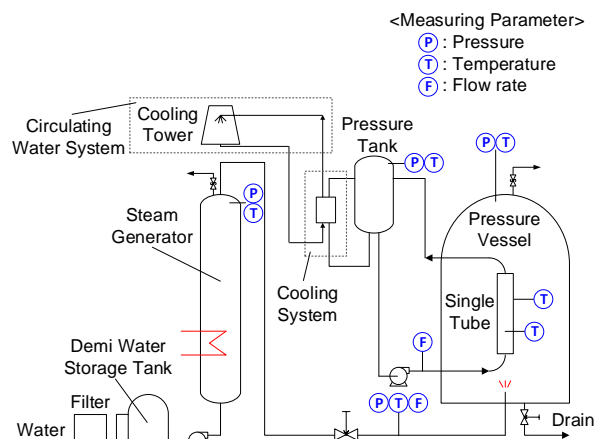 <Measuring Parameter>
P : Pressure
T : Temperature
F : Flow rate
Cooling
Tower
Circulating
Water System
Pressure
Tank
P T
P T
P
T
Steam
Generator
Pressure
Vessel
Cooling
System
Single
Tube
T
T
F
Demi Water
Storage Tank
Filter
P T F
Drain
Water